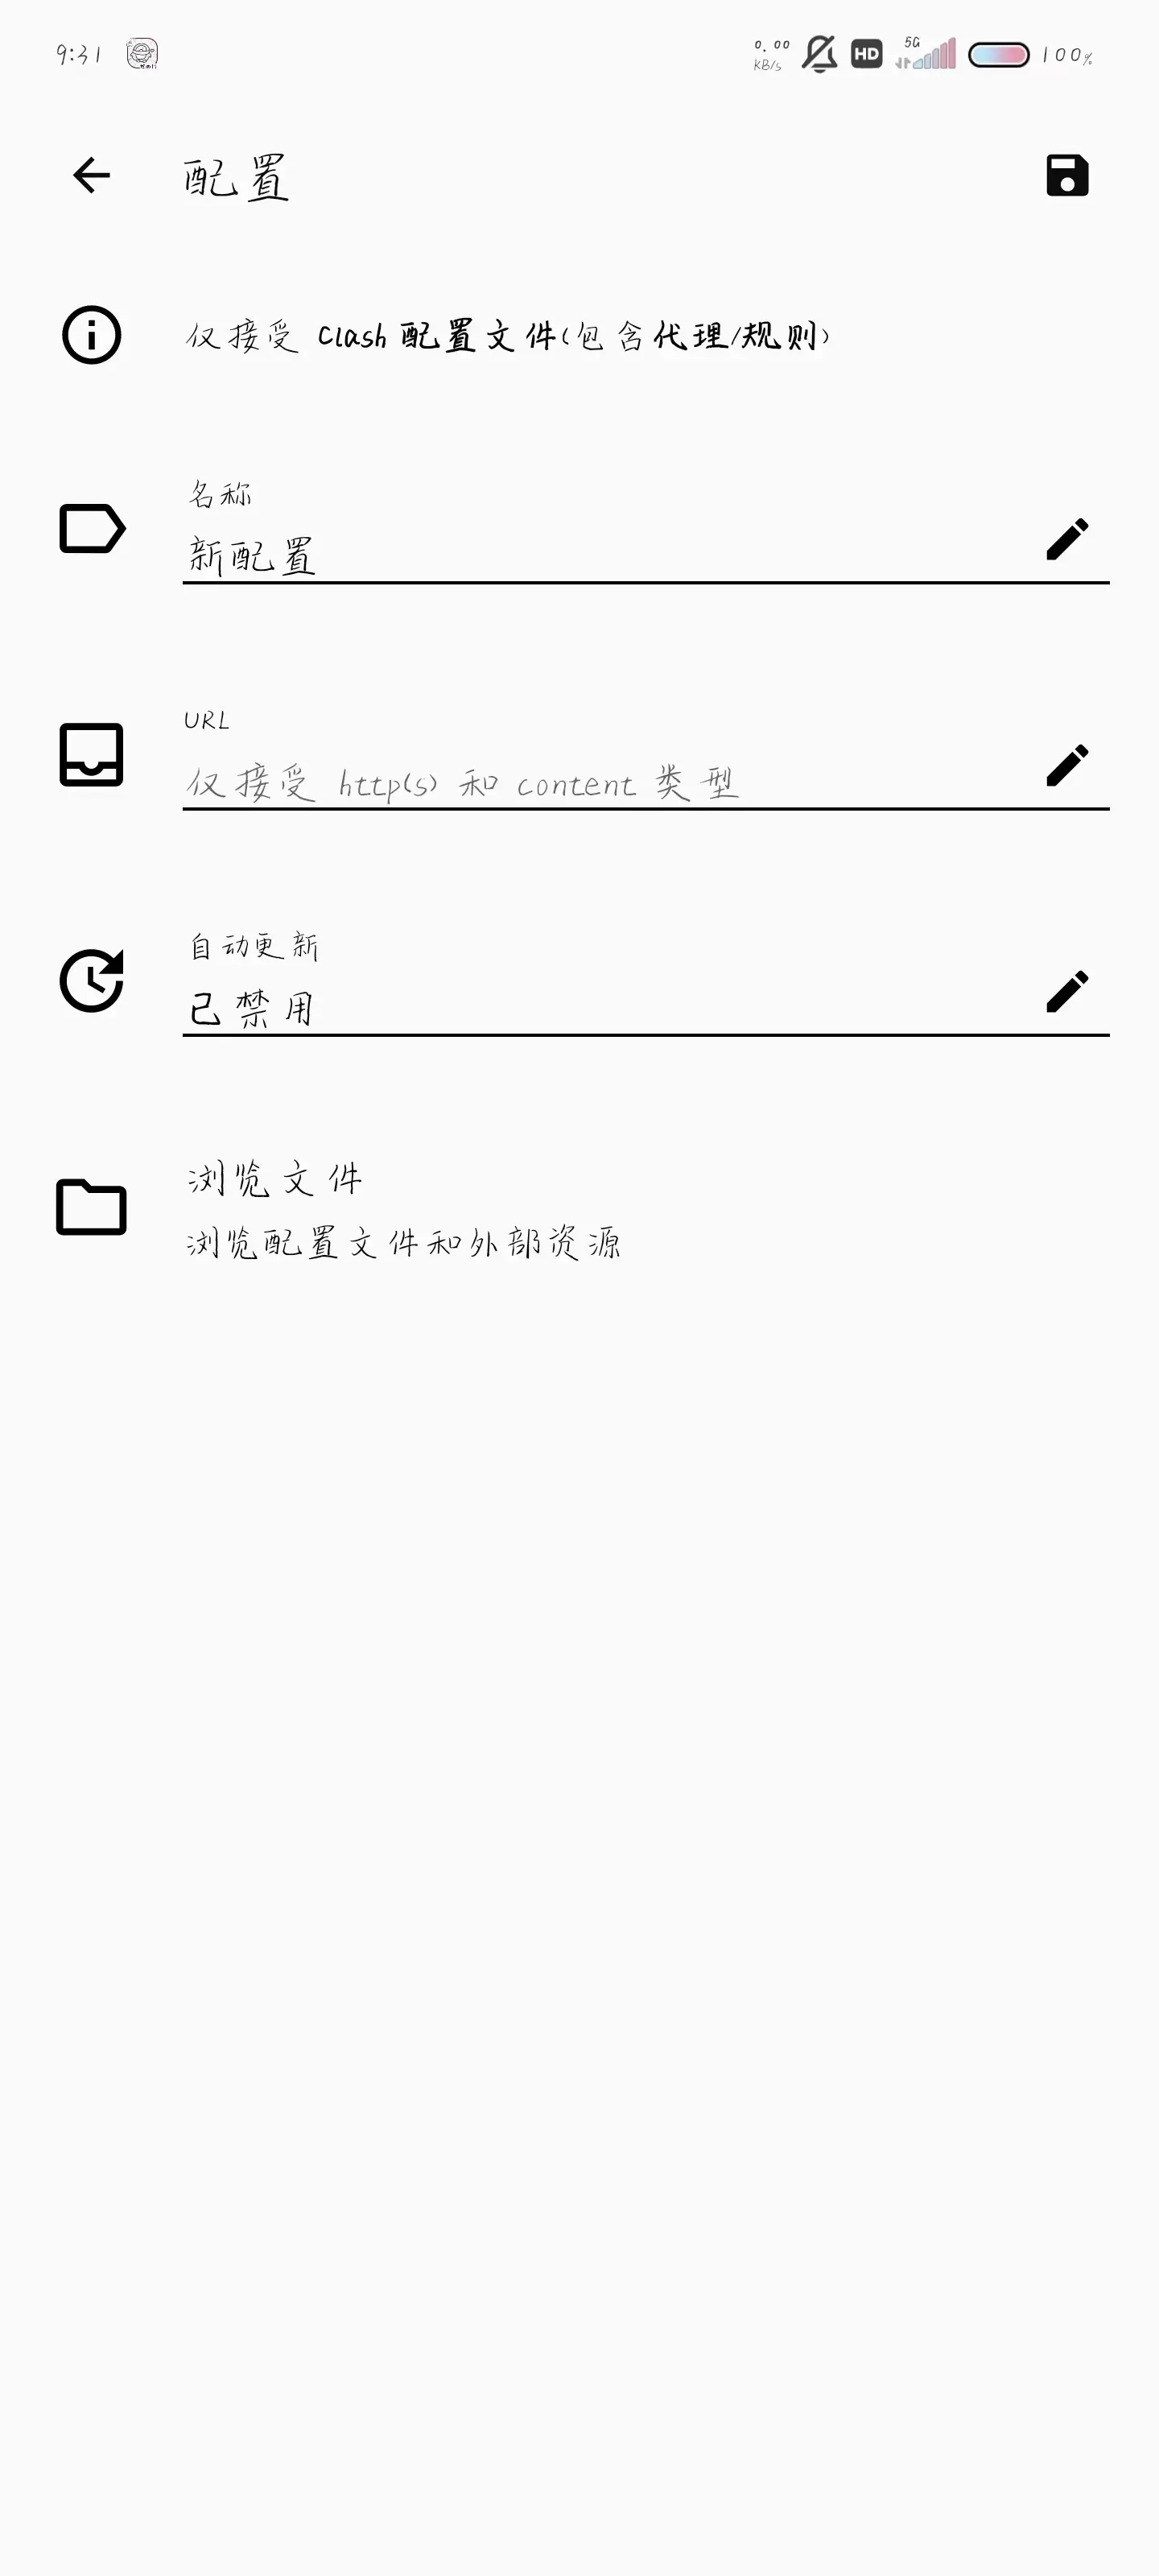 9:31
0.00 KB/s HD 5G 100%
配置
仅接受 Clash 配置文件(包含代理/规则)
名称
新配置
URL
仅接受 http(s) 和 content 类型
自动更新
已禁用
浏览文件
浏览配置文件和外部资源